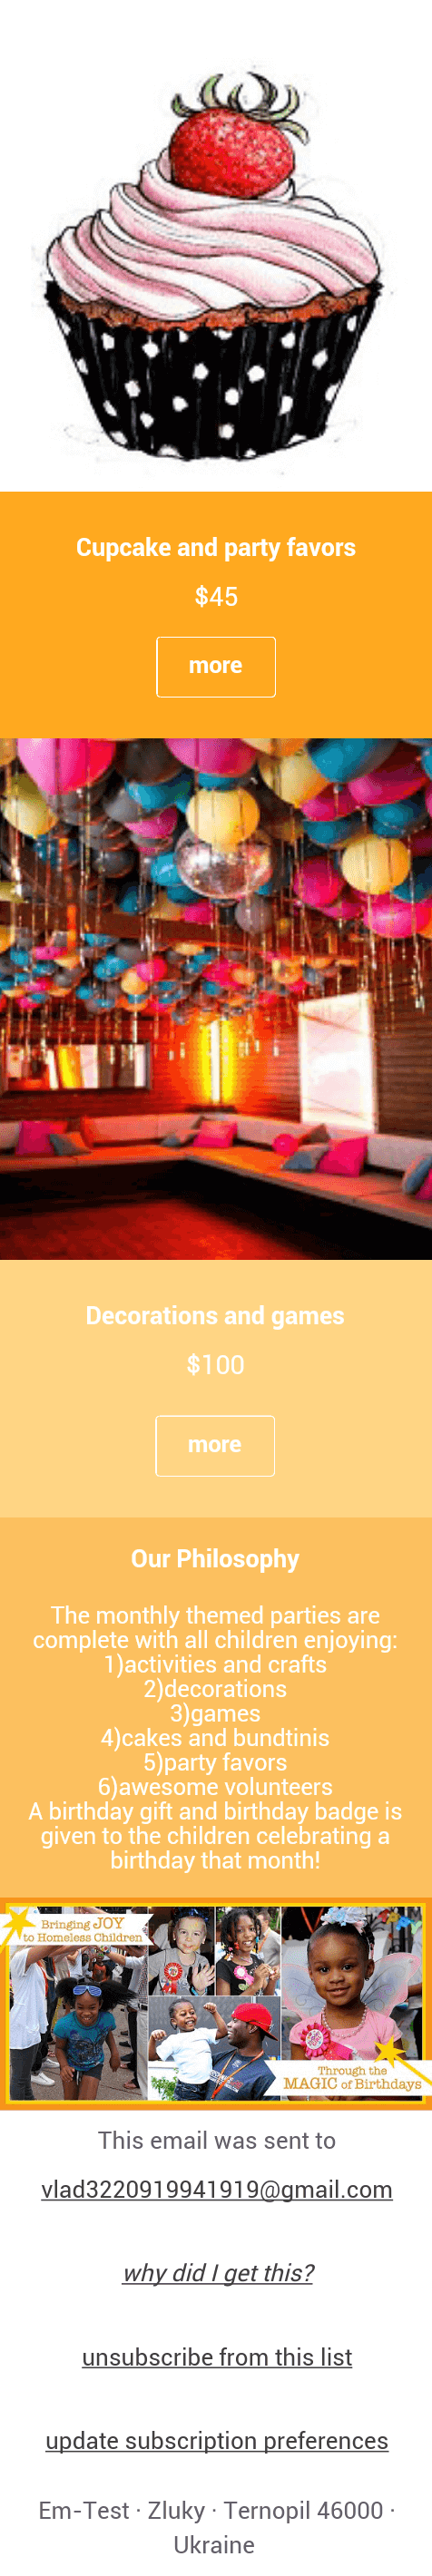 Cupcake and party favors
$45
more
Decorations and games
$100
more
Our Philosophy
The monthly themed parties are
complete with all children enjoying:
1)activities and crafts
2)decorations
3)games
4)cakes and bundtinis
5)party favors
6)awesome volunteers
A birthday gift and birthday badge is
given to the children celebrating a
birthday that month!
Bringing JOY
to Homeless Children
Through the
MAGIC of Birthdays
This email was sent to
vlad3220919941919@gmail.com
why did I get this?
unsubscribe from this list
update subscription preferences
Em-Test · Zluky · Ternopil 46000 ·
Ukraine